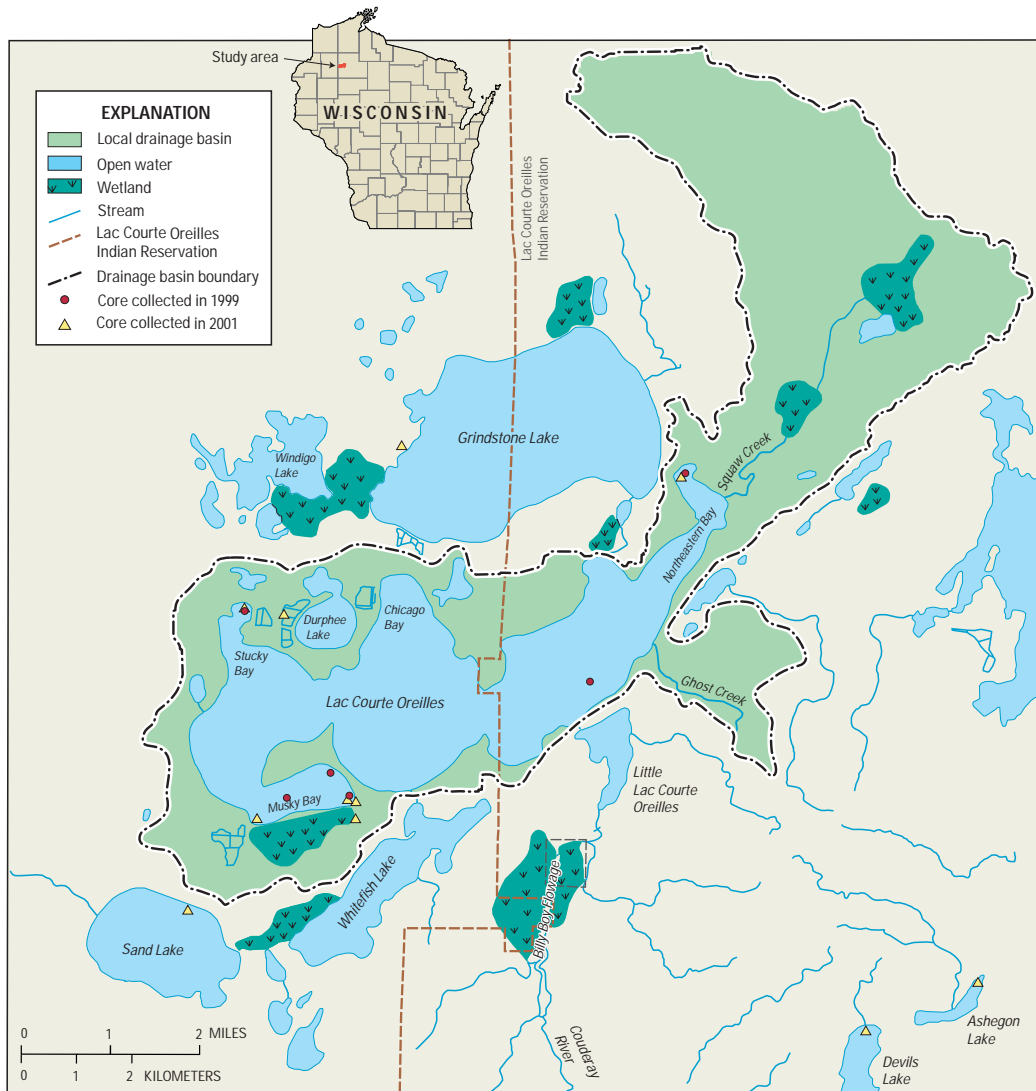 Study area
WISCONSIN
EXPLANATION
Local drainage basin
Open water
Wetland
Stream
Lac Courte Oreilles
Indian Reservation
Drainage basin boundary
Core collected in 1999
Core collected in 2001
Lac Courte Oreilles
Indian Reservation
Grindstone Lake
Windigo
Lake
Squaw Creek
Northeastern Bay
Durphee
Lake
Chicago
Bay
Stucky
Bay
Lac Courte Oreilles
Ghost Creek
Musky Bay
Little
Lac Courte
Oreilles
Whitefish Lake
Sand Lake
Billy Boy Flowage
Couderay
River
Ashegon
Lake
Devils
Lake
0 1 2 MILES
0 1 2 KILOMETERS